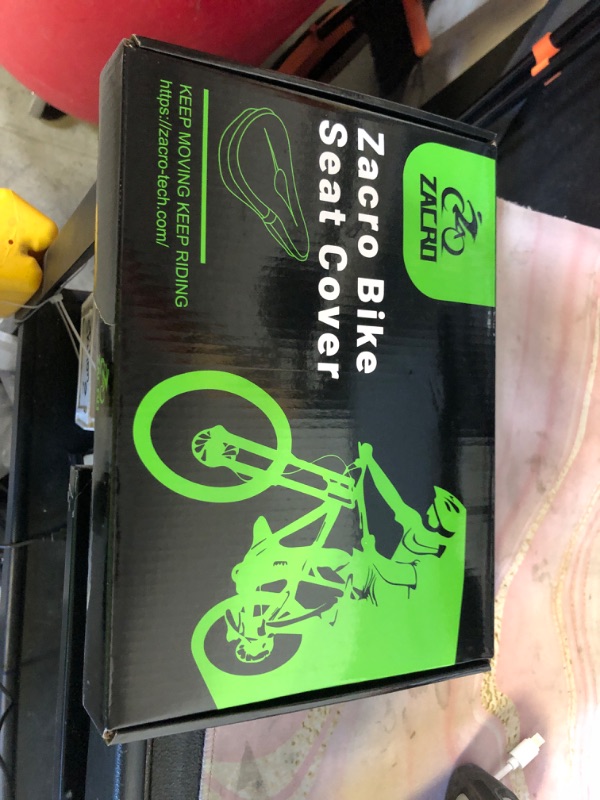 ZACRO
Zacro Bike
Seat Cover
KEEP MOVING KEEP RIDING
https://zacro-tech.com/